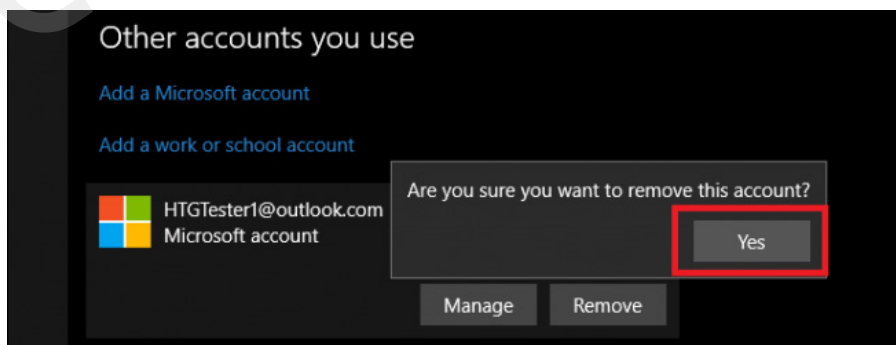 Other accounts you use
Add a Microsoft account
Add a work or school account
HTGTester1@outlook.com
Microsoft account
Are you sure you want to remove this account?
Yes
Manage
Remove